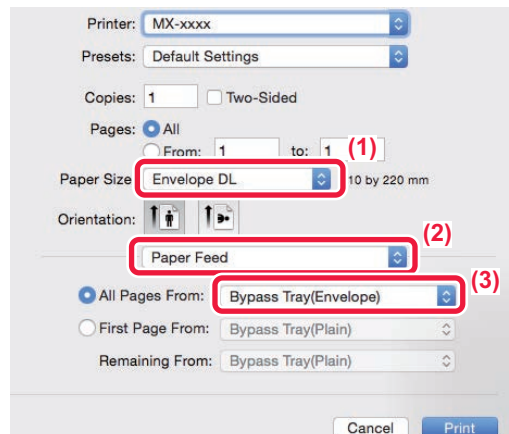 Printer: MX-xxxx
Presets: Default Settings
Copies: 1 Two-Sided
Pages: All
From: 1 to: 1
(1)
Paper Size Envelope DL 10 by 220 mm
Orientation:
(2)
Paper Feed
(3)
All Pages From: Bypass Tray(Envelope)
First Page From: Bypass Tray(Plain)
Remaining From: Bypass Tray(Plain)
Cancel Print